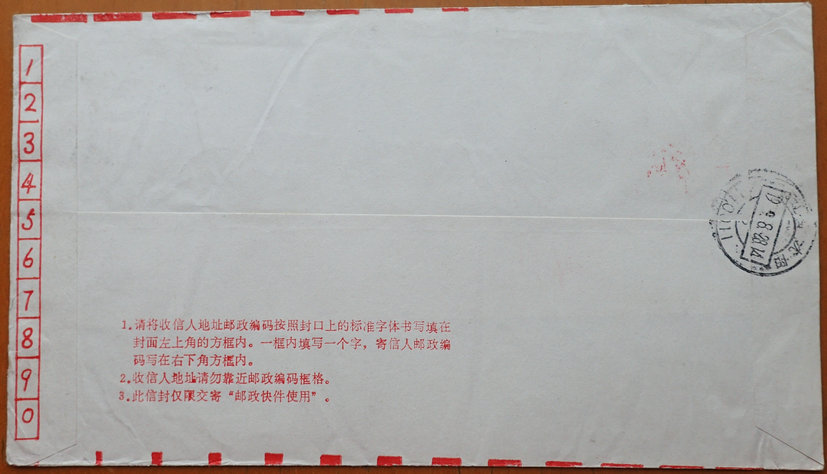 1
2
3
4
5
6
7
8
9
0
1.请将收信人地址邮政编码按照封口上的标准字体书写填在
封面左上角的方框内。一框内填写一个字，寄信人邮政编
码写在右下角方框内。
2.收信人地址请勿靠近邮政编码框格。
3.此信封仅限交寄“邮政快件使用”。